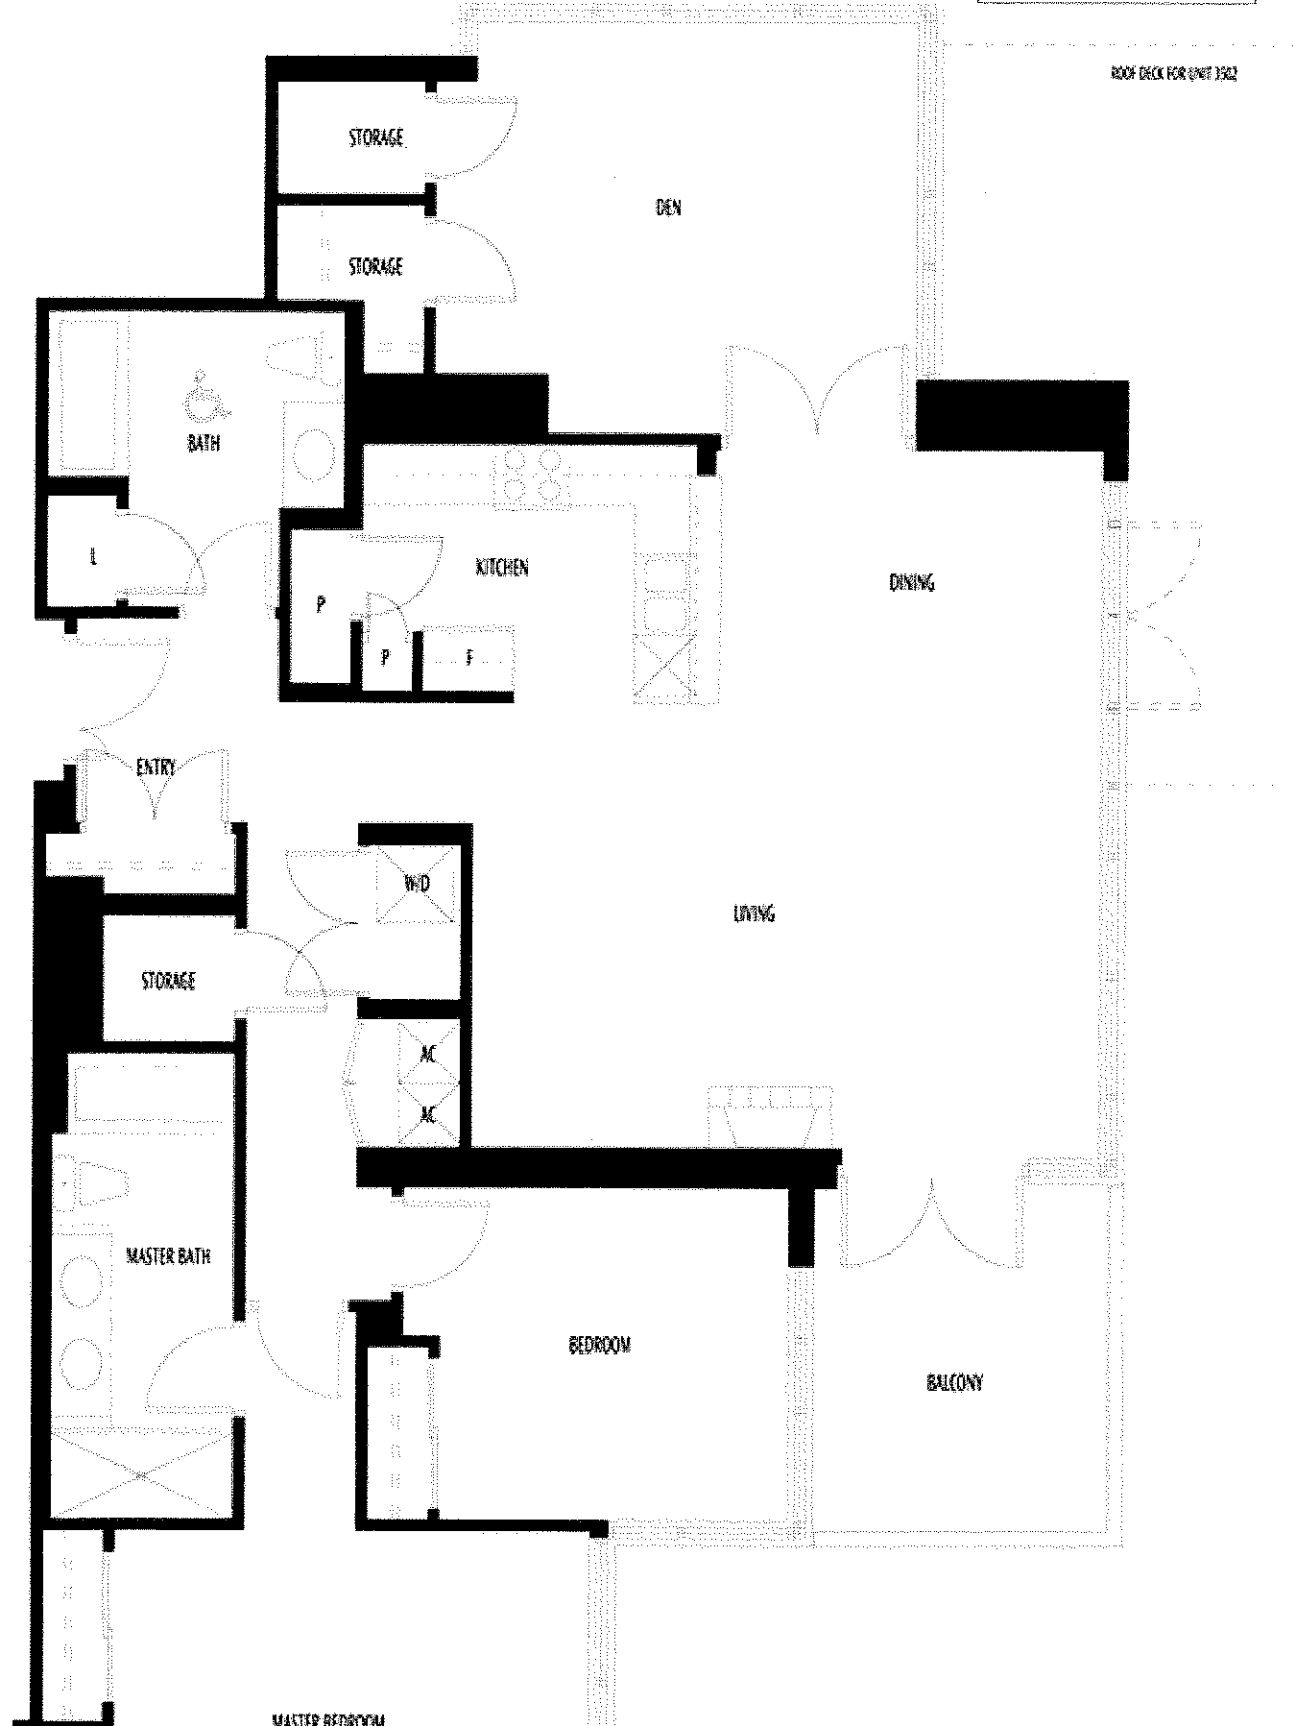 ROOF DECK FOR UNIT 3502
STORAGE
DEN
STORAGE
BATH
L
KITCHEN
DINING
P
P
F
ENTRY
W/D
LIVING
STORAGE
AC
AC
MASTER BATH
BEDROOM
BALCONY
MASTER BEDROOM